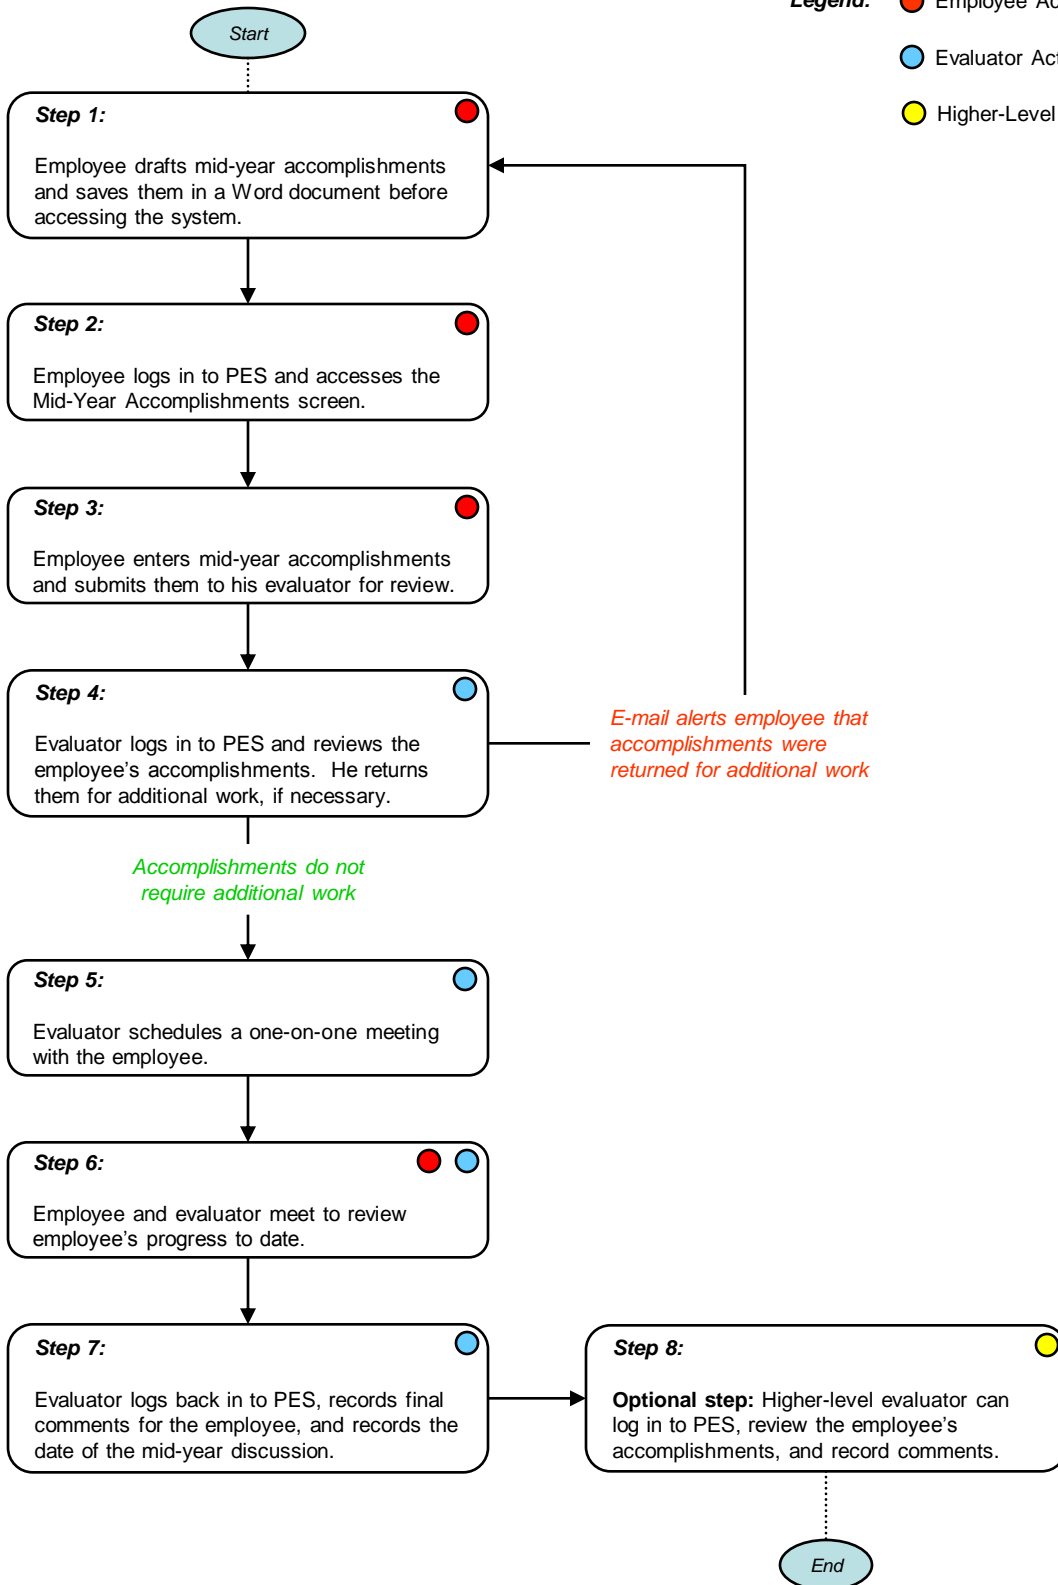 Start
Legend:
Employee Ac
Evaluator Act
Higher-Level
Step 1:
Employee drafts mid-year accomplishments
and saves them in a Word document before
accessing the system.
Step 2:
Employee logs in to PES and accesses the
Mid-Year Accomplishments screen.
Step 3:
Employee enters mid-year accomplishments
and submits them to his evaluator for review.
Step 4:
Evaluator logs in to PES and reviews the
employee’s accomplishments.  He returns
them for additional work, if necessary.
E-mail alerts employee that
accomplishments were
returned for additional work
Accomplishments do not
require additional work
Step 5:
Evaluator schedules a one-on-one meeting
with the employee.
Step 6:
Employee and evaluator meet to review
employee’s progress to date.
Step 7:
Evaluator logs back in to PES, records final
comments for the employee, and records the
date of the mid-year discussion.
Step 8:
Optional step: Higher-level evaluator can
log in to PES, review the employee’s
accomplishments, and record comments.
End